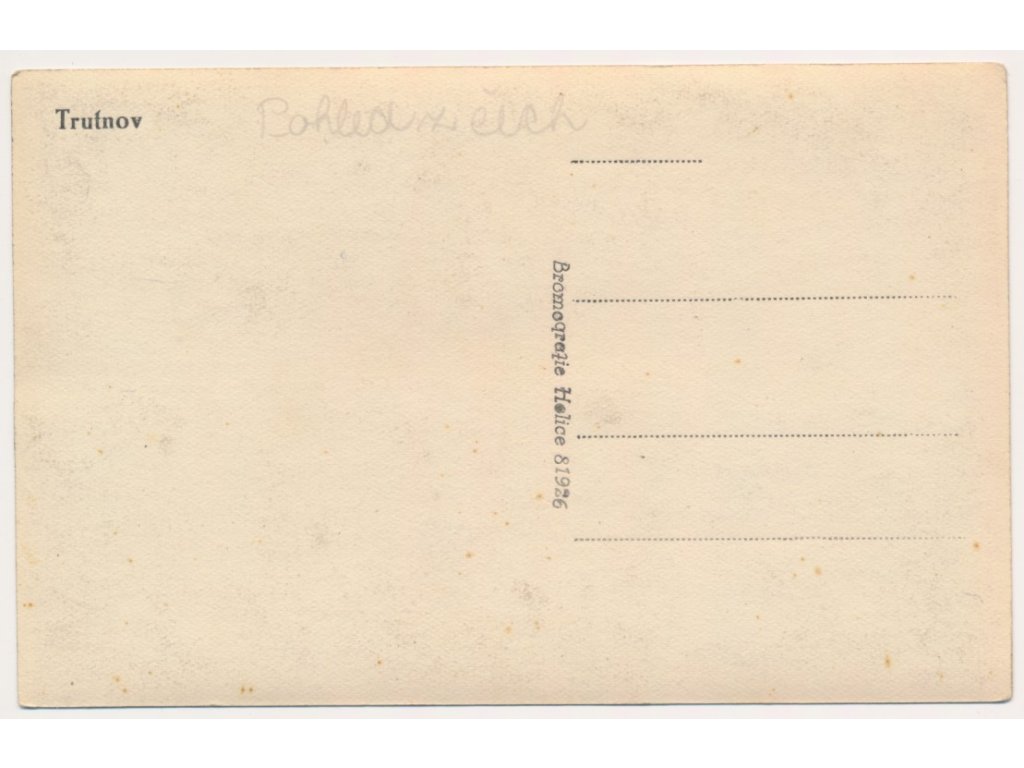 Trutnov
Pohled z čech
Bromografie Holice 81926